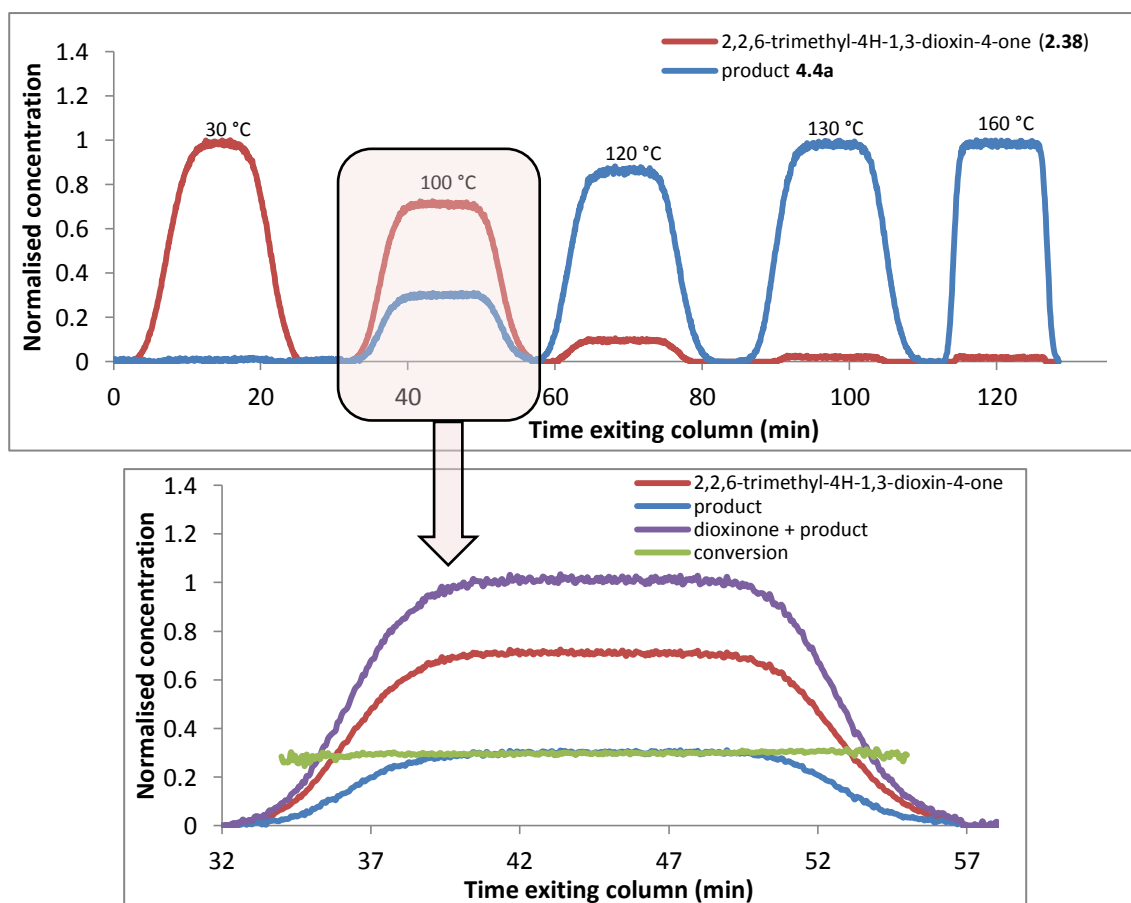 2,2,6-trimethyl-4H-1,3-dioxin-4-one (2.38)
product 4.4a
Normalised concentration
1.4
1.2
1
0.8
0.6
0.4
0.2
0
30 °C
100 °C
120 °C
130 °C
160 °C
0 20 40 60 80 100 120
Time exiting column (min)
2,2,6-trimethyl-4H-1,3-dioxin-4-one
product
dioxinone + product
conversion
Normalised concentration
1.4
1.2
1
0.8
0.6
0.4
0.2
0
32 37 42 47 52 57
Time exiting column (min)